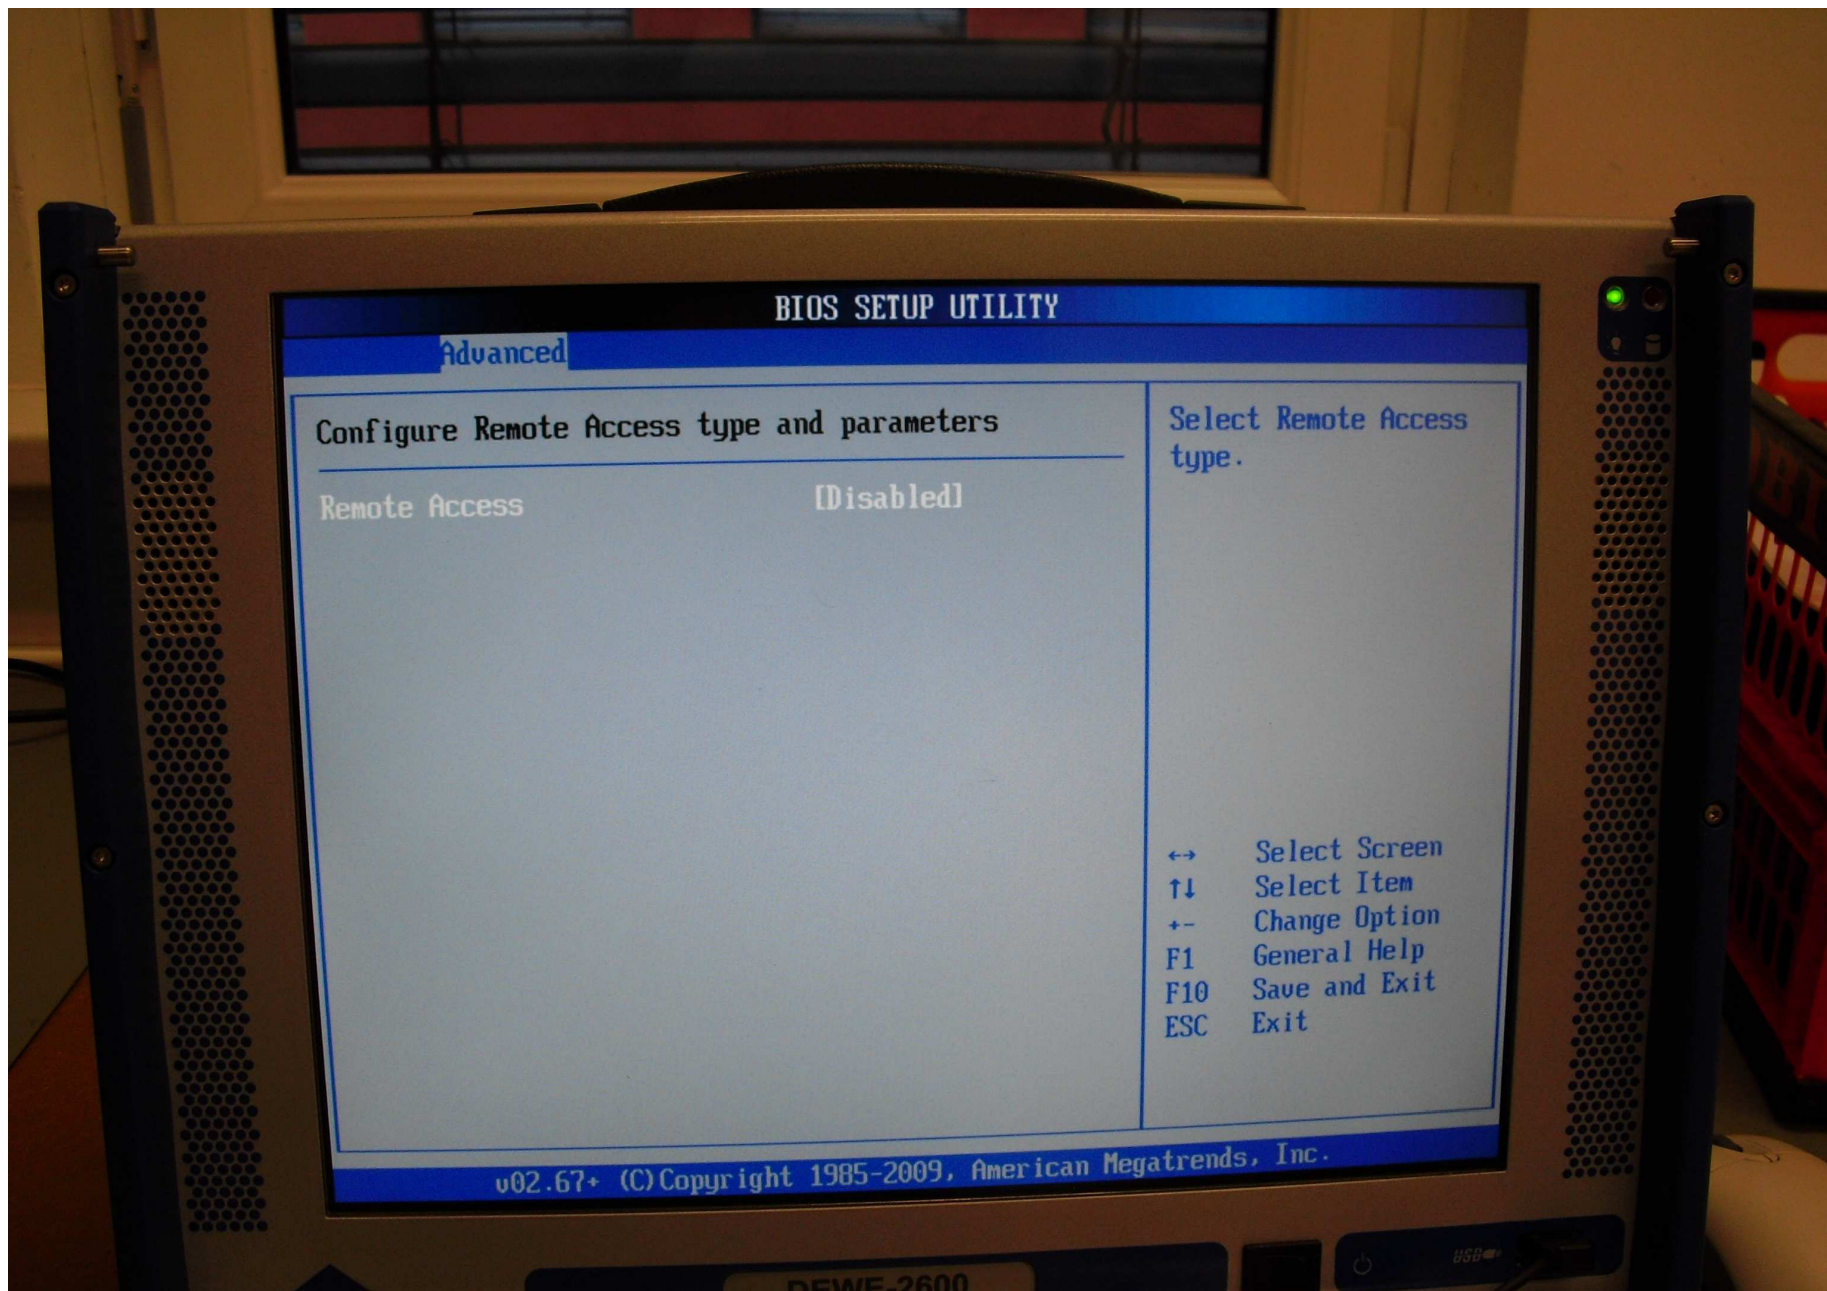 BIOS SETUP UTILITY
Advanced
Configure Remote Access type and parameters
Remote Access [Disabled]
Select Remote Access
type.
←→ Select Screen
↑↓ Select Item
+- Change Option
F1 General Help
F10 Save and Exit
ESC Exit
v02.67+ (C)Copyright 1985-2009, American Megatrends, Inc.
USB
DEWE-2600